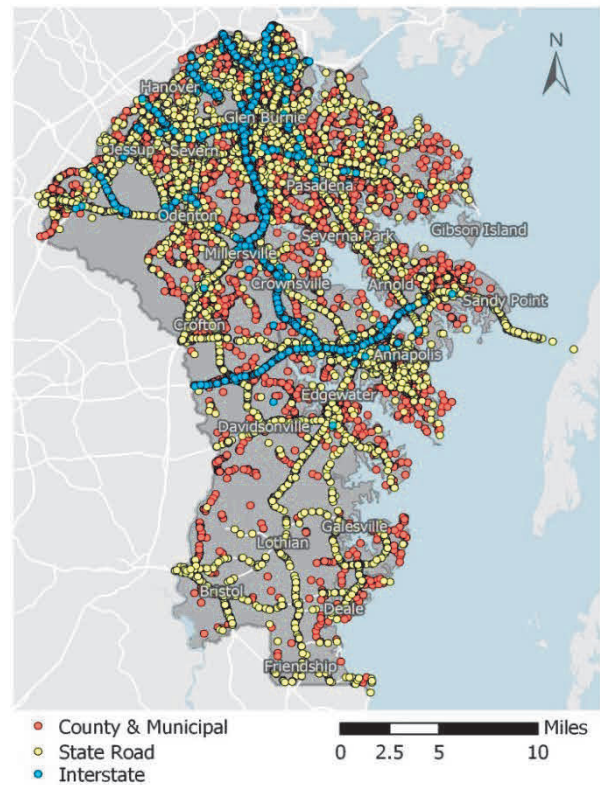 N
Hanover
Glen Burnie
Jessup
Severn
Pasadena
Odenton
Gibson Island
Severna Park
Millersville
Crownsville
Arnold
Sandy Point
Crofton
Annapolis
Edgewater
Davidsonville
Galesville
Lothian
Bristol
Deale
Friendship
County & Municipal
State Road
Interstate
Miles
0 2.5 5 10